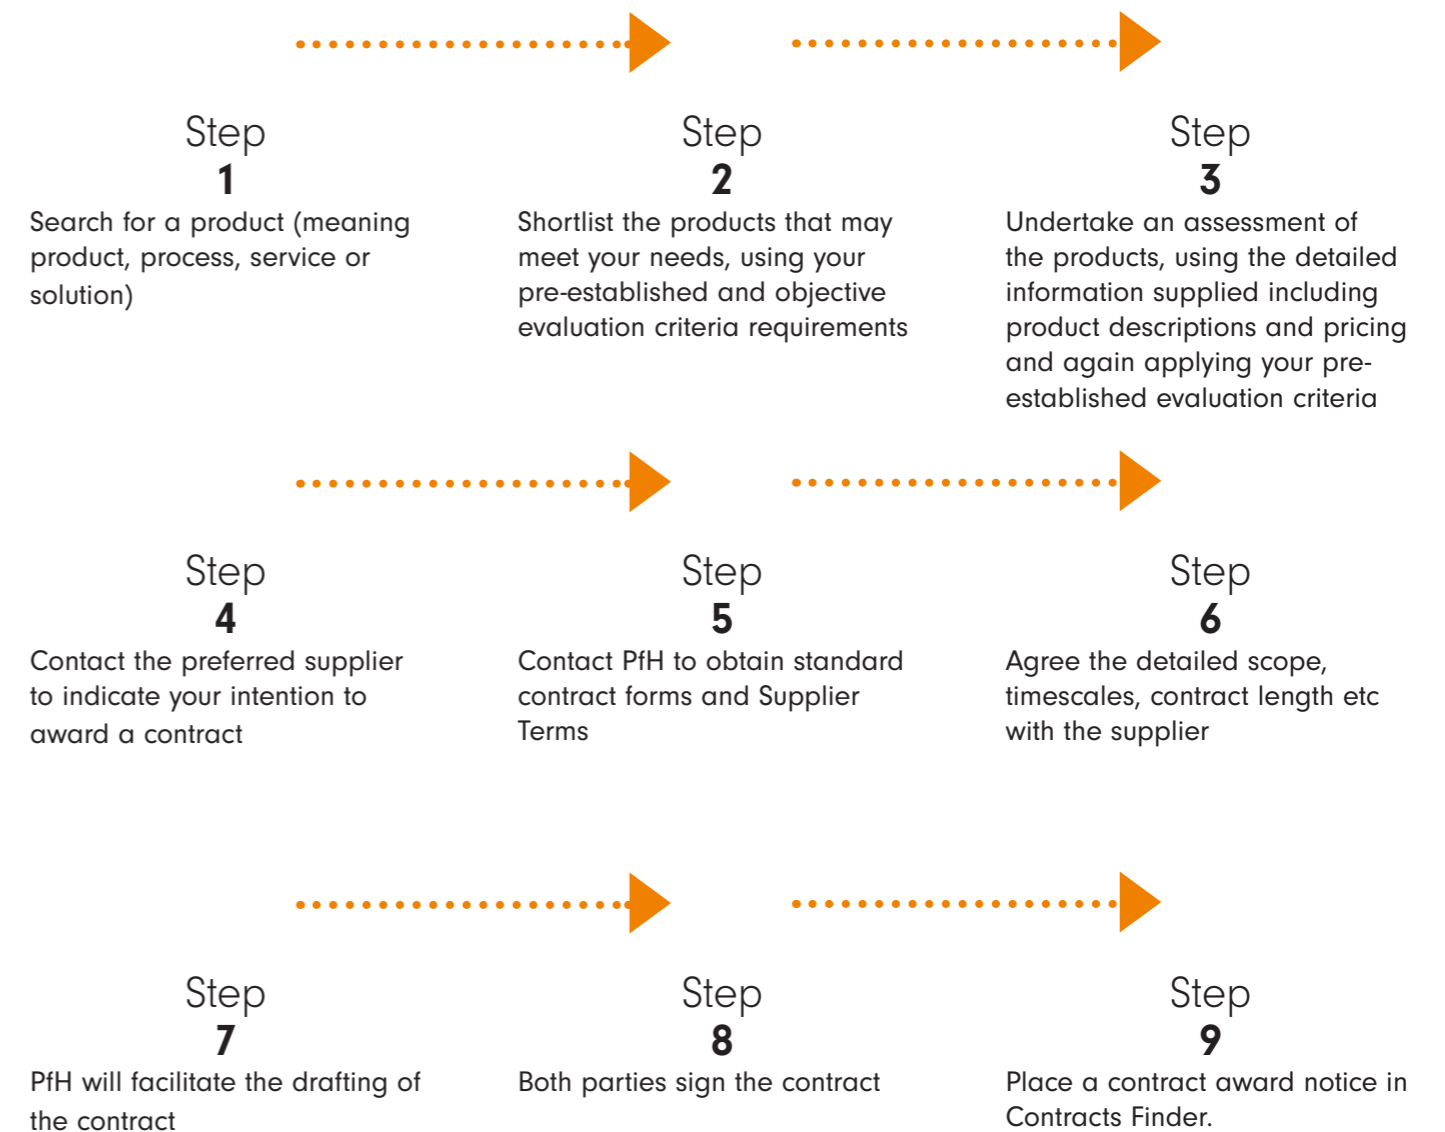 Step
1
Search for a product (meaning
product, process, service or
solution)
Step
2
Shortlist the products that may
meet your needs, using your
pre-established and objective
evaluation criteria requirements
Step
3
Undertake an assessment of
the products, using the detailed
information supplied including
product descriptions and pricing
and again applying your pre-
established evaluation criteria
Step
4
Contact the preferred supplier
to indicate your intention to
award a contract
Step
5
Contact PfH to obtain standard
contract forms and Supplier
Terms
Step
6
Agree the detailed scope,
timescales, contract length etc
with the supplier
Step
7
PfH will facilitate the drafting of
the contract
Step
8
Both parties sign the contract
Step
9
Place a contract award notice in
Contracts Finder.